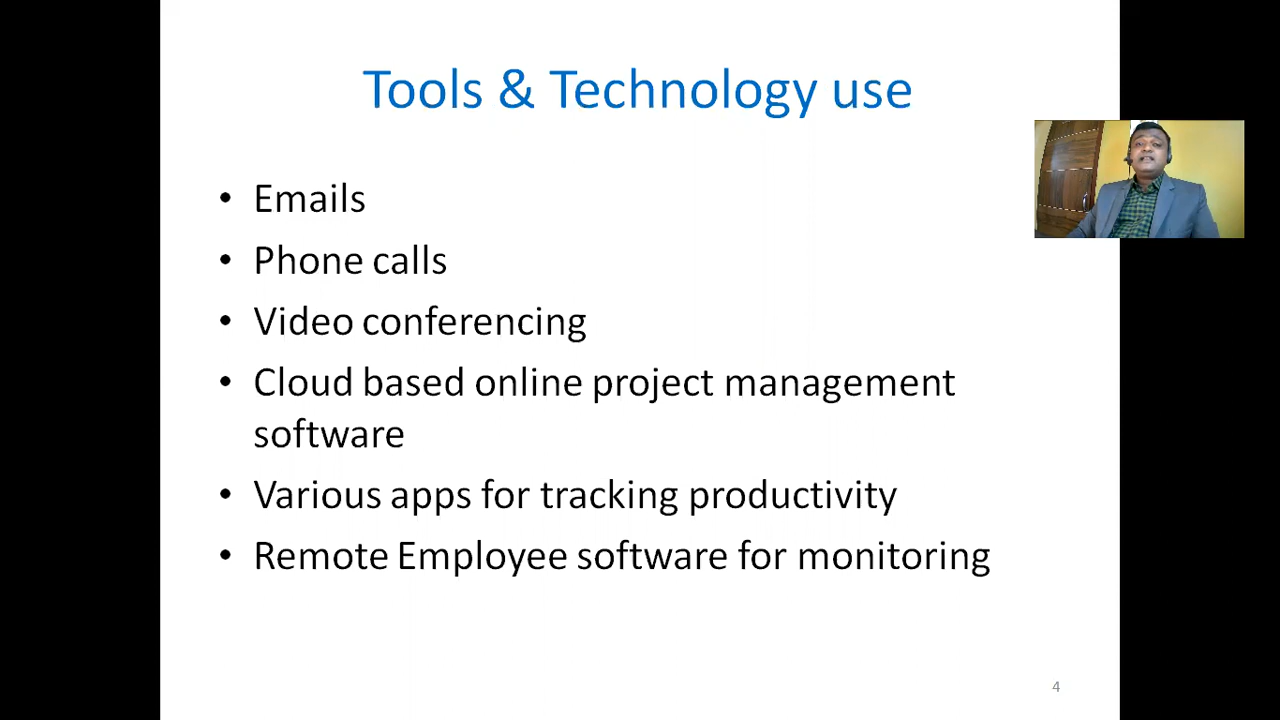 Tools & Technology use
• Emails
• Phone calls
• Video conferencing
• Cloud based online project management
software
• Various apps for tracking productivity
• Remote Employee software for monitoring
4